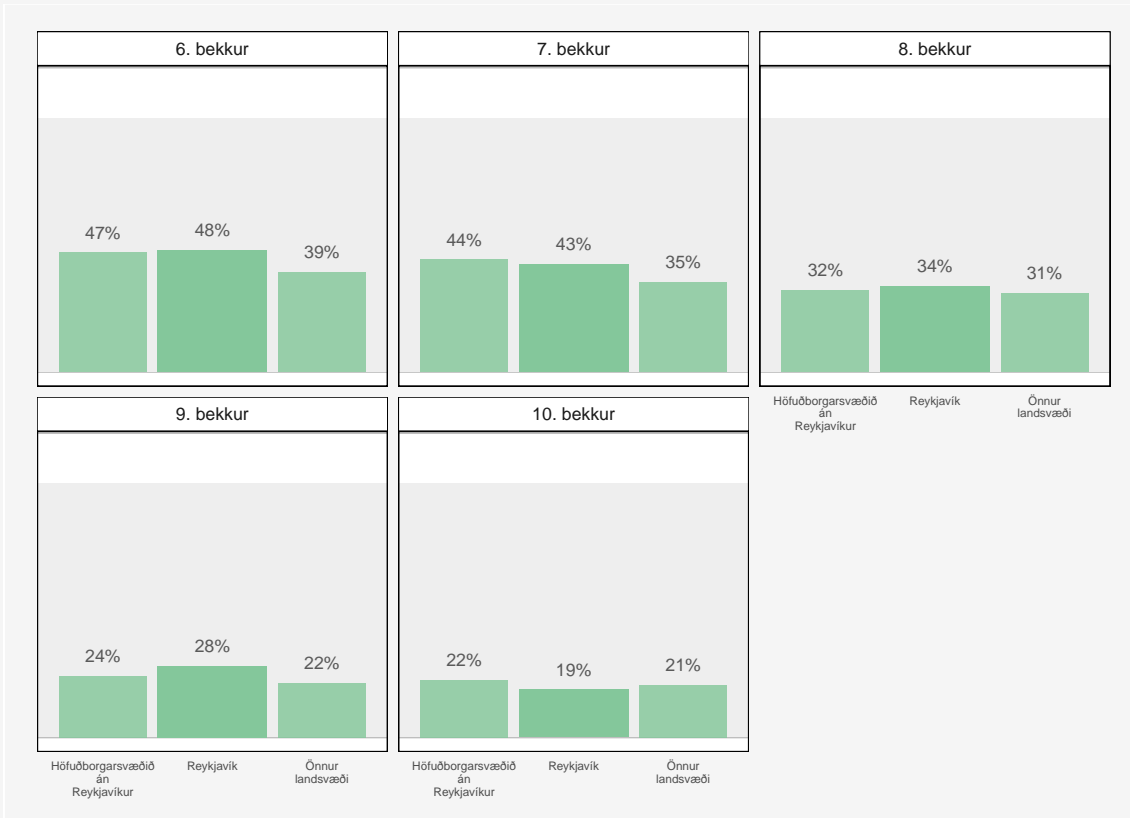 6. bekkur
7. bekkur
8. bekkur
47%
48%
39%
44%
43%
35%
32%
34%
31%
Höfuðborgarsvæðið
án
Reykjavíkur
Reykjavík
Önnur
landsvæði
9. bekkur
10. bekkur
24%
28%
22%
22%
19%
21%
Höfuðborgarsvæðið
án
Reykjavíkur
Reykjavík
Önnur
landsvæði
Höfuðborgarsvæðið
án
Reykjavíkur
Reykjavík
Önnur
landsvæði